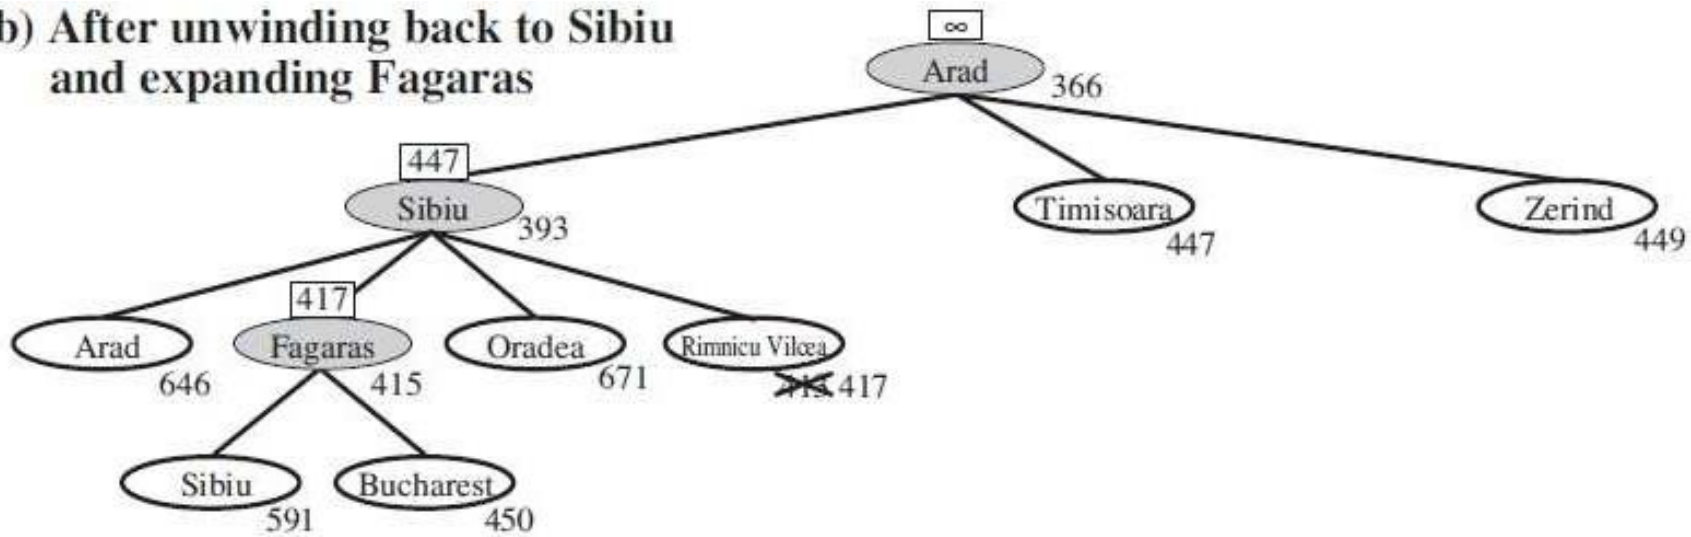 b) After unwinding back to Sibiu
and expanding Fagaras
∞
Arad
366
447
Sibiu
393
Timisoara
447
Zerind
449
417
Arad
646
Fagaras
415
Oradea
671
Rimnicu Vilcea
413 417
Sibiu
591
Bucharest
450